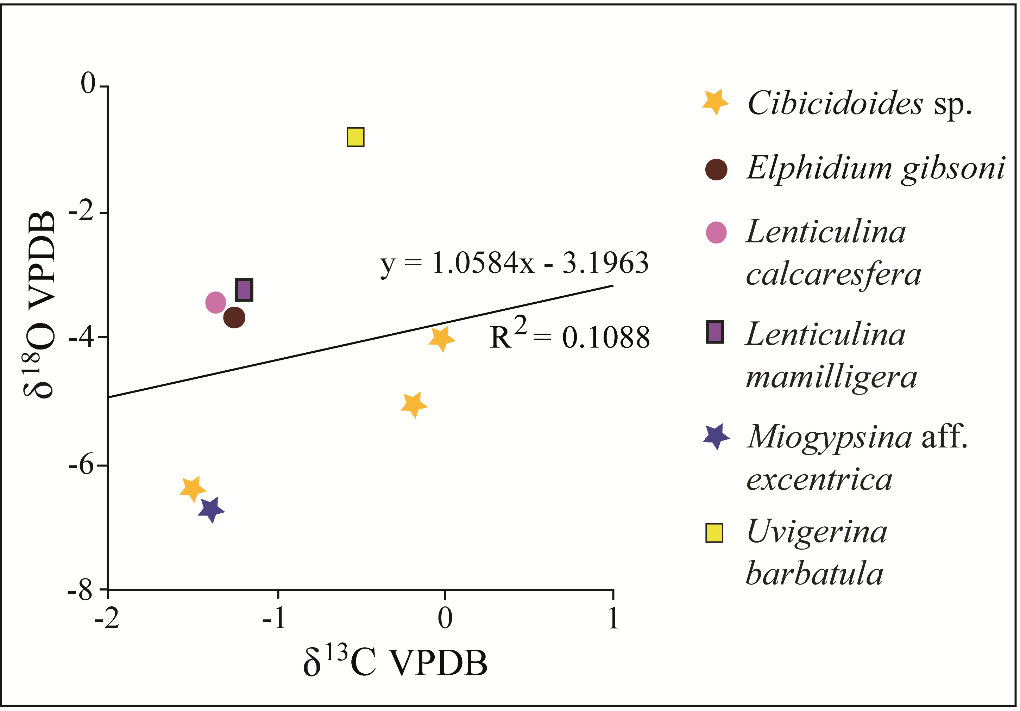 0
-2
-4
-6
-8
-2
-1
0
1
δ18O VPDB
δ13C VPDB
y = 1.0584x - 3.1963
R2 = 0.1088
Cibicidoides sp.
Elphidium gibsoni
Lenticulina
calcaresfera
Lenticulina
mamilligera
Miogypsina aff.
excentrica
Uvigerina
barbatula